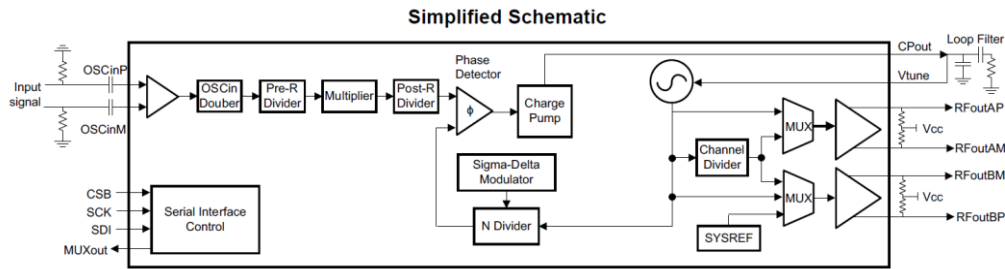 Simplified Schematic
Input
signal
OSCinP
OSCinM
OSCin
Douber
Pre-R
Divider
Multiplier
Post-R
Divider
Phase
Detector
ϕ
Charge
Pump
CPout
Loop Filter
Vtune
Sigma-Delta
Modulator
N Divider
Channel
Divider
MUX
MUX
SYSREF
RFoutAP
Vcc
RFoutAM
RFoutBM
Vcc
RFoutBP
CSB
SCK
SDI
MUXout
Serial Interface
Control